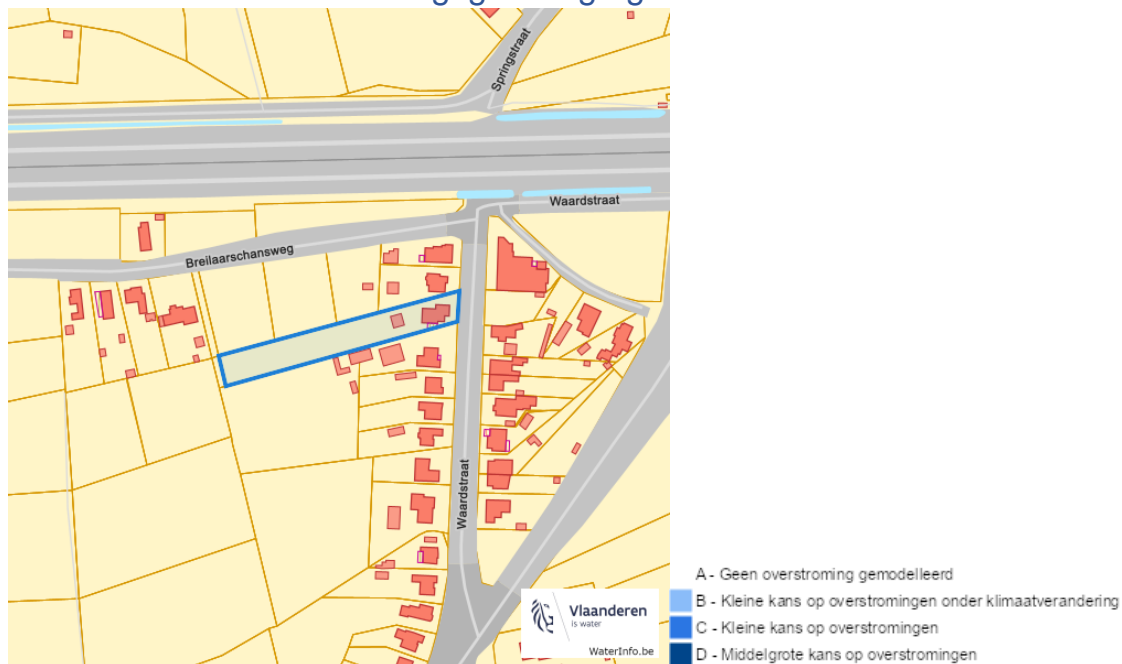 Springstraat
Waardstraat
Breilaarschansweg
Waardstraat
Vlaanderen
is water
WaterInfo.be
A - Geen overstroming gemodelleerd
B - Kleine kans op overstromingen onder klimaatverandering
C - Kleine kans op overstromingen
D - Middelgrote kans op overstromingen